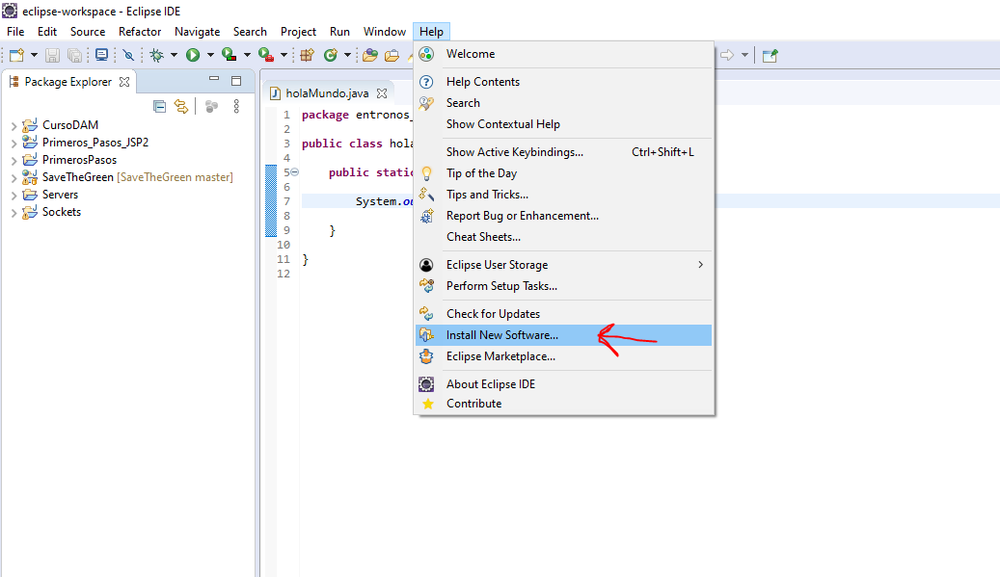 eclipse-workspace - Eclipse IDE
File Edit Source Refactor Navigate Search Project Run Window Help
Package Explorer
CursoDAM
Primeros_Pasos_JSP2
PrimerosPasos
SaveTheGreen [SaveTheGreen master]
Servers
Sockets
holaMundo.java
1 package entronos_
2
3 public class hola
4
5 public static
6
7 System.ou
8
9 }
10
11 }
12
Welcome
Help Contents
Search
Show Contextual Help
Show Active Keybindings... Ctrl+Shift+L
Tip of the Day
Tips and Tricks...
Report Bug or Enhancement...
Cheat Sheets...
Eclipse User Storage
Perform Setup Tasks...
Check for Updates
Install New Software...
Eclipse Marketplace...
About Eclipse IDE
Contribute